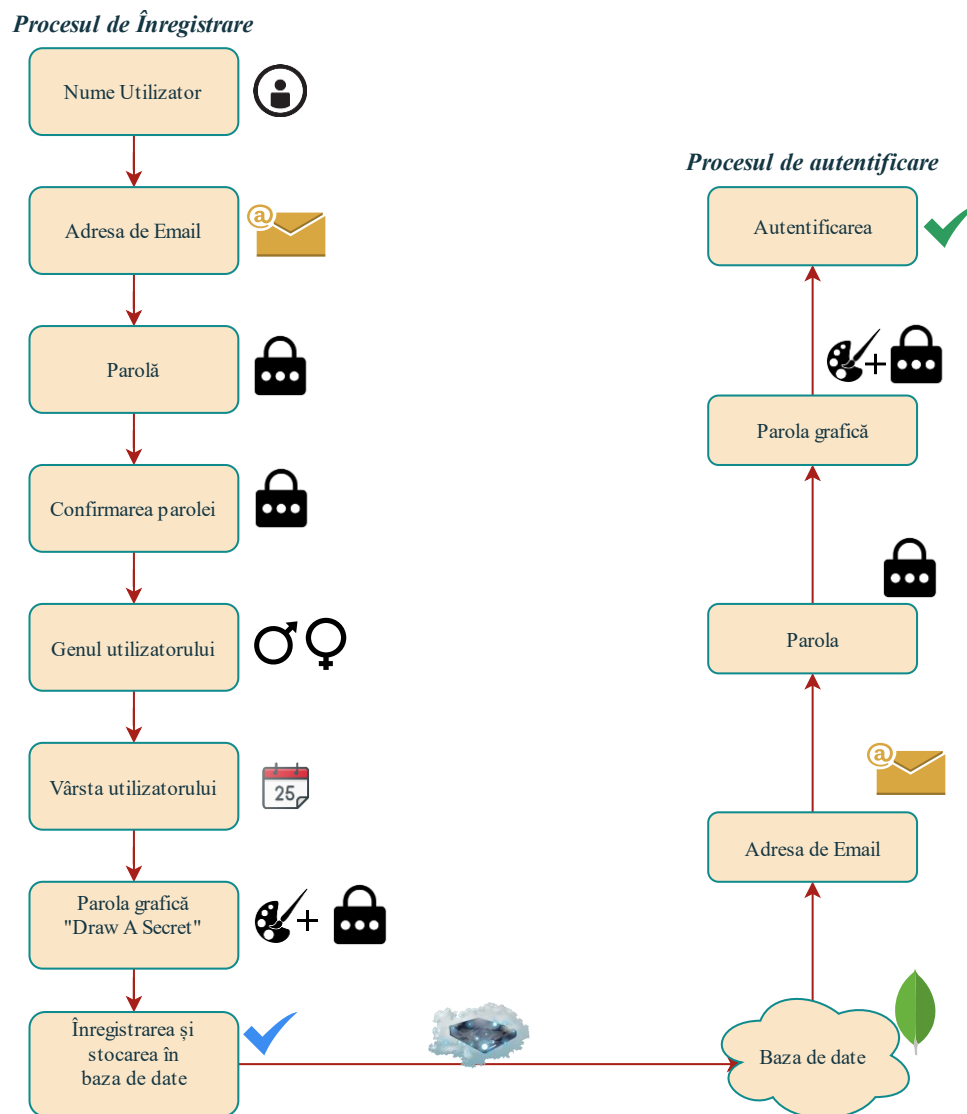 Procesul de Înregistrare
Nume Utilizator
Adresa de Email
Parolă
Confirmarea parolei
Genul utilizatorului
Vârsta utilizatorului
25
Parola grafică
"Draw A Secret"
Înregistrarea și
stocarea în
baza de date
Procesul de autentificare
Autentificarea
Parola grafică
Parola
Adresa de Email
Baza de date